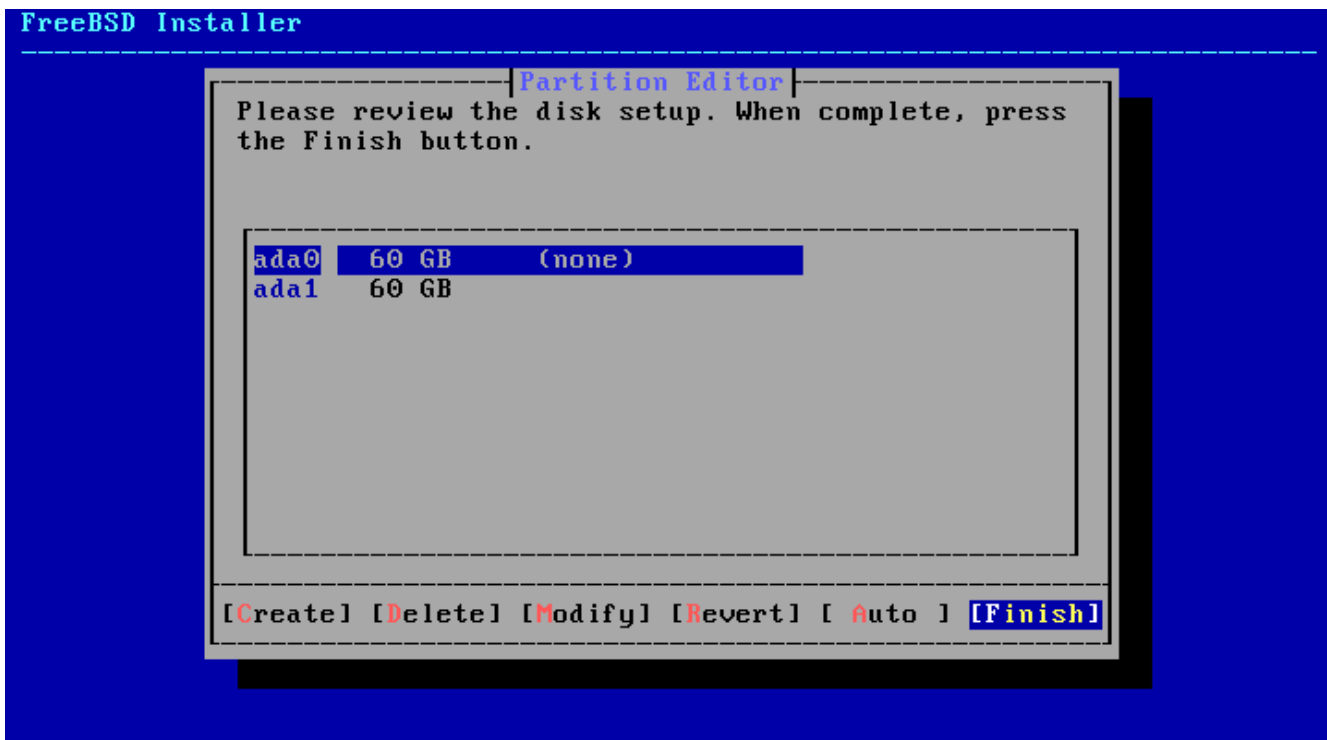 FreeBSD Installer
Partition Editor
Please review the disk setup. When complete, press
the Finish button.
ada0 60 GB (none)
ada1 60 GB
[Create] [Delete] [Modify] [Revert] [ Auto ] [Finish]